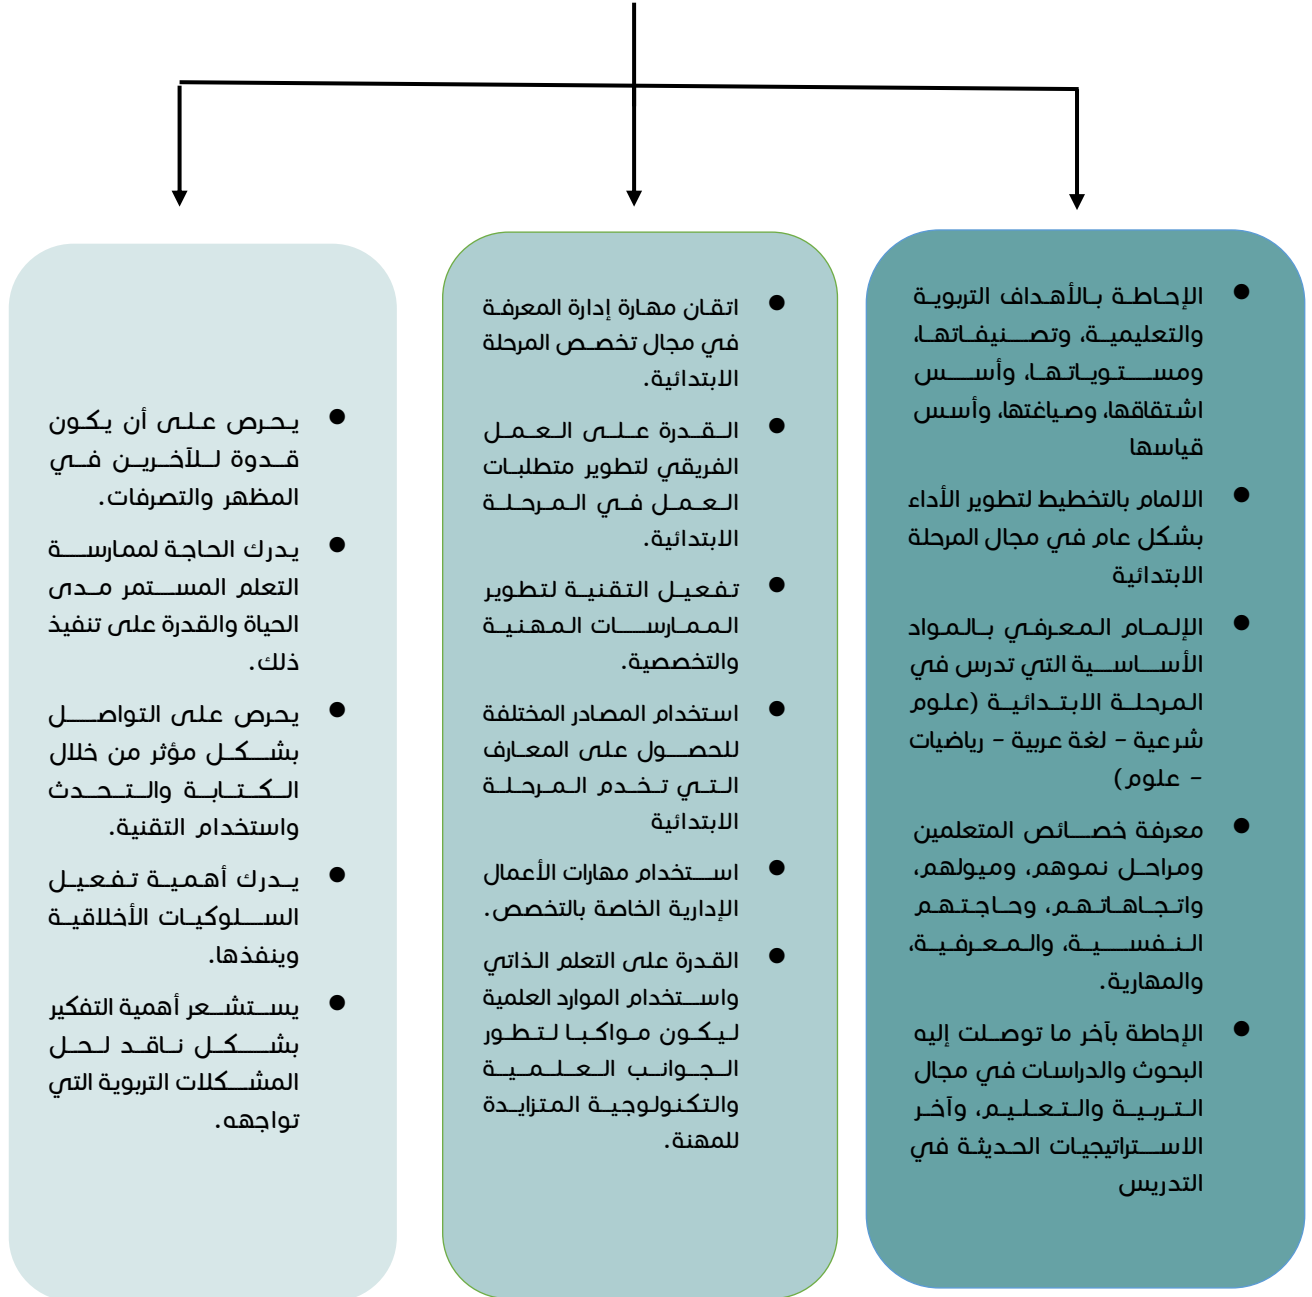 الإحاطة بالأهداف التربوية
والتعليمية، وتصنيفاتها،
ومستوياتها، وأسس
اشتقاقها، وصياغتها، وأسس
قياسها
الالمام بالتخطيط لتطوير الأداء
بشكل عام في مجال المرحلة
الابتدائية
الإلمام المعرفي بالمواد
الأساسية التي تدرس في
المرحلة الابتدائية (علوم
شرعية – لغة عربية – رياضيات
– علوم)
معرفة خصائص المتعلمين
ومراحل نموهم، وميولهم،
واتجاهاتهم، وحاجتهم
النفسية، والمعرفية،
والمهارية.
الإحاطة بآخر ما توصلت إليه
البحوث والدراسات في مجال
التربية والتعليم، وآخر
الاستراتيجيات الحديثة في
التدريس
اتقان مهارة إدارة المعرفة
في مجال تخصص المرحلة
الابتدائية.
القدرة على العمل
الفريقي لتطوير متطلبات
العمل في المرحلة
الابتدائية.
تفعيل التقنية لتطوير
الممارسات المهنية
والتخصصية.
استخدام المصادر المختلفة
للحصول على المعارف
التي تخدم المرحلة
الابتدائية
استخدام مهارات الأعمال
الإدارية الخاصة بالتخصص.
القدرة على التعلم الذاتي
واستخدام الموارد العلمية
ليكون مواكبا لتطور
الجوانب العلمية
والتكنولوجية المتزايدة
للمهنة.
يحرص على أن يكون
قدوة للآخرين في
المظهر والتصرفات.
يدرك الحاجة لممارسة
التعلم المستمر مدى
الحياة والقدرة على تنفيذ
ذلك.
يحرص على التواصل
بشكل مؤثر من خلال
الكتابة والتحدث
واستخدام التقنية.
يدرك أهمية تفعيل
السلوكيات الأخلاقية
وينفذها.
يستشعر أهمية التفكير
بشكل ناقد لحل
المشكلات التربوية التي
تواجهه.